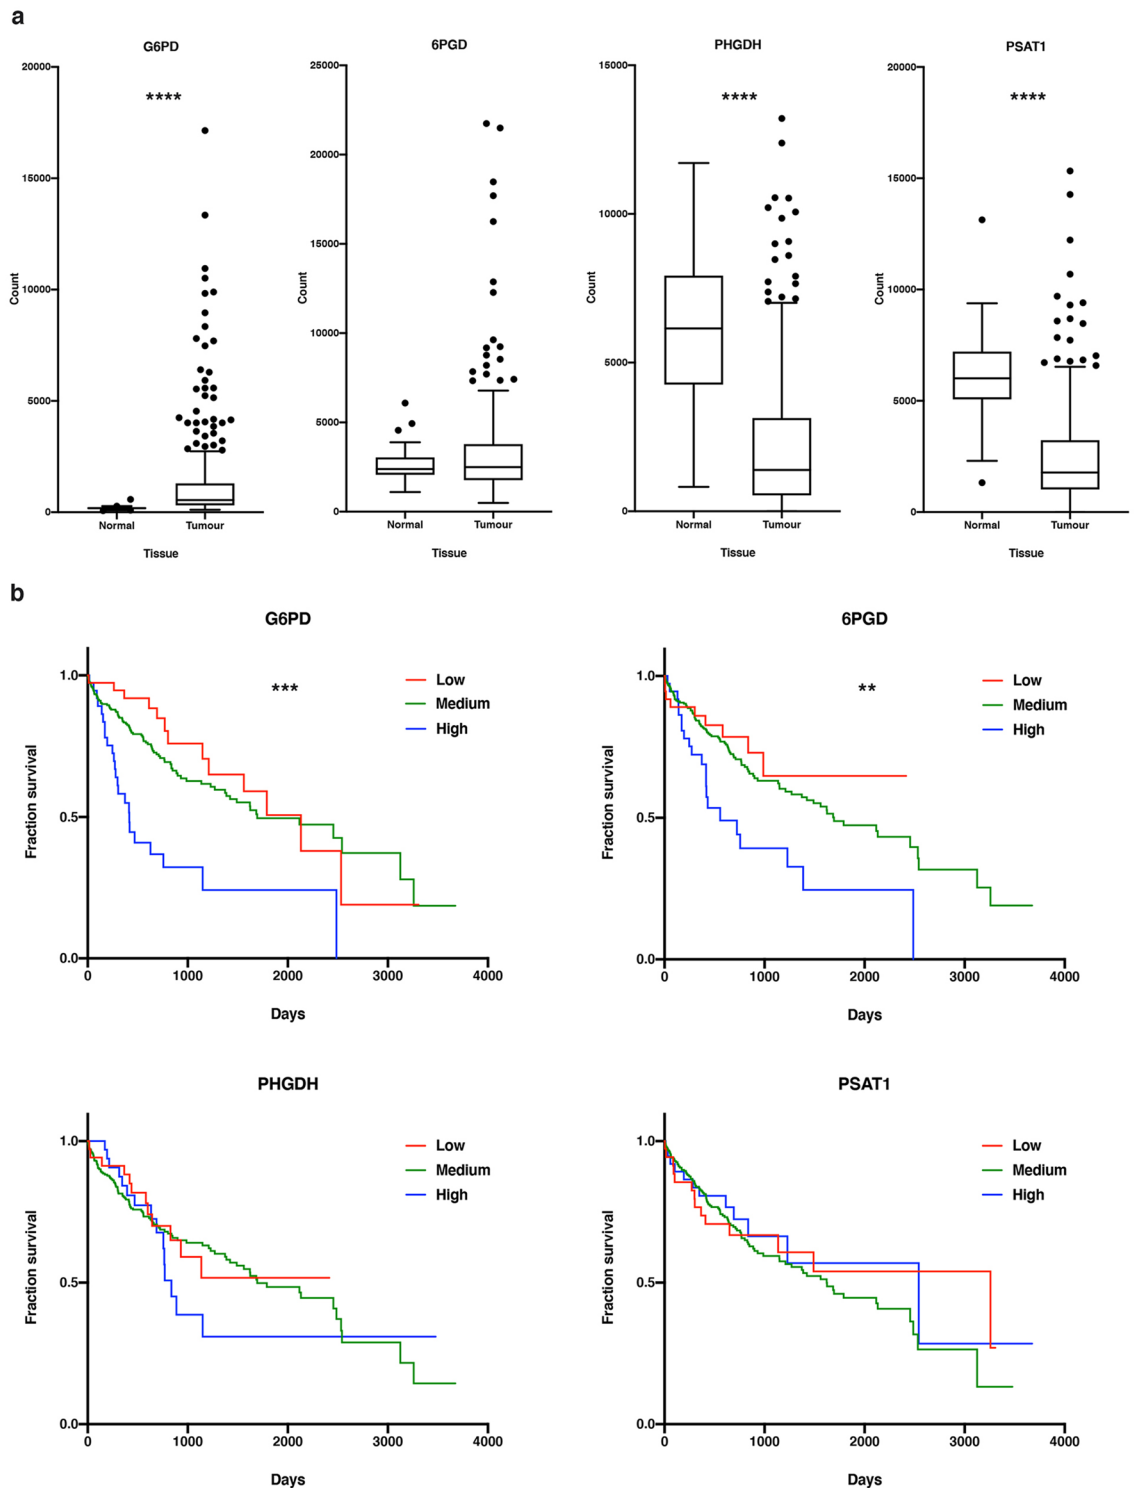 a
G6PD
6PGD
PHGDH
PSAT1
20000
15000
10000
5000
0
Count
****
Normal
Tumour
Tissue
25000
20000
15000
10000
5000
0
Count
Normal
Tumour
Tissue
15000
10000
5000
0
Count
****
Normal
Tumour
Tissue
20000
15000
10000
5000
0
Count
****
Normal
Tumour
Tissue
b
G6PD
1.0
0.5
0.0
Fraction survival
***
Low
Medium
High
0 1000 2000 3000 4000
Days
6PGD
1.0
0.5
0.0
Fraction survival
**
Low
Medium
High
0 1000 2000 3000 4000
Days
PHGDH
1.0
0.5
0.0
Fraction survival
Low
Medium
High
0 1000 2000 3000 4000
Days
PSAT1
1.0
0.5
0.0
Fraction survival
Low
Medium
High
0 1000 2000 3000 4000
Days